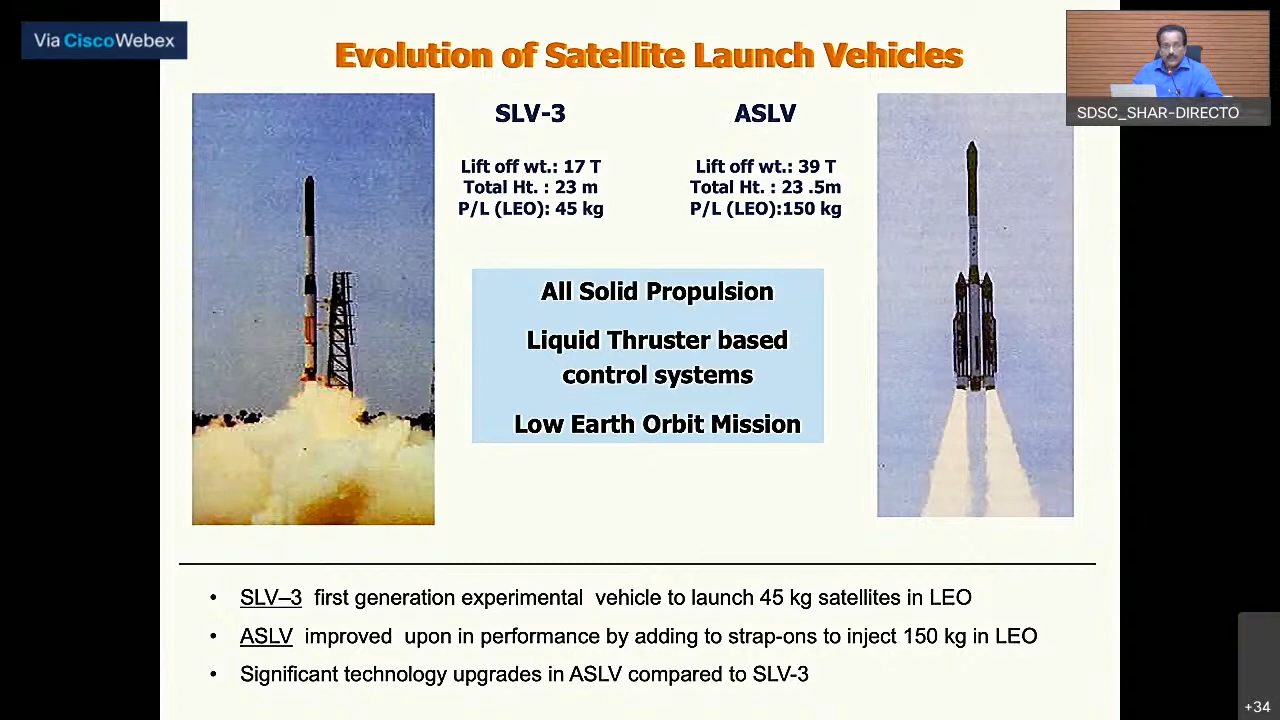 Via CiscoWebex
Evolution of Satellite Launch Vehicles
SDSC_SHAR-DIRECTO
SLV-3
Lift off wt.: 17 T
Total Ht. : 23 m
P/L (LEO): 45 kg
ASLV
Lift off wt.: 39 T
Total Ht. : 23 .5m
P/L (LEO):150 kg
All Solid Propulsion
Liquid Thruster based
control systems
Low Earth Orbit Mission
• SLV–3 first generation experimental vehicle to launch 45 kg satellites in LEO
• ASLV improved upon in performance by adding to strap-ons to inject 150 kg in LEO
• Significant technology upgrades in ASLV compared to SLV-3
+34